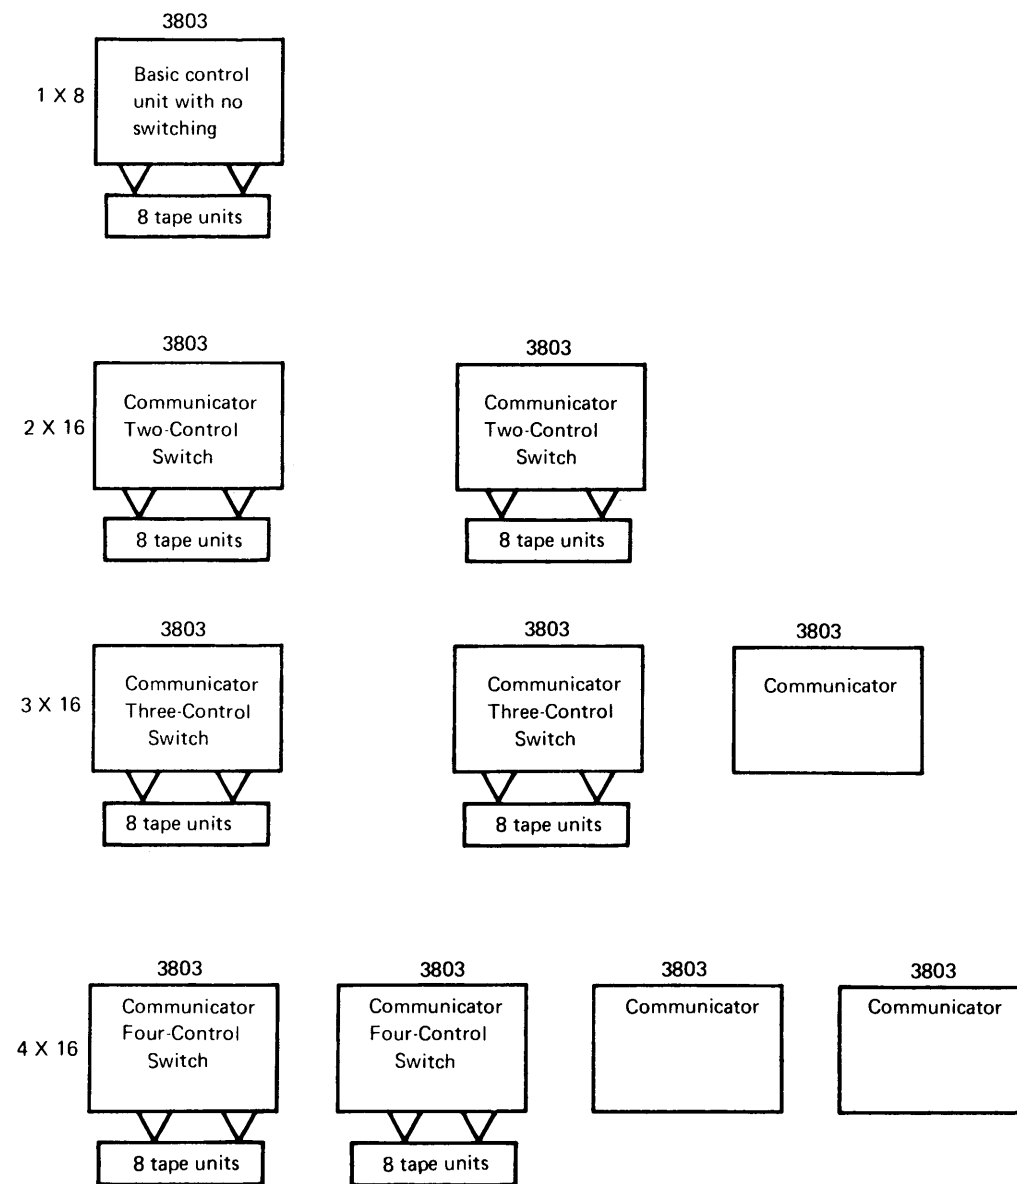 3803
1 X 8
Basic control
unit with no
switching
8 tape units
3803
3803
2 X 16
Communicator
Two-Control
Switch
Communicator
Two-Control
Switch
8 tape units
8 tape units
3803
3803
3803
3 X 16
Communicator
Three-Control
Switch
Communicator
Three-Control
Switch
Communicator
8 tape units
8 tape units
3803
3803
3803
3803
4 X 16
Communicator
Four-Control
Switch
Communicator
Four-Control
Switch
Communicator
Communicator
8 tape units
8 tape units